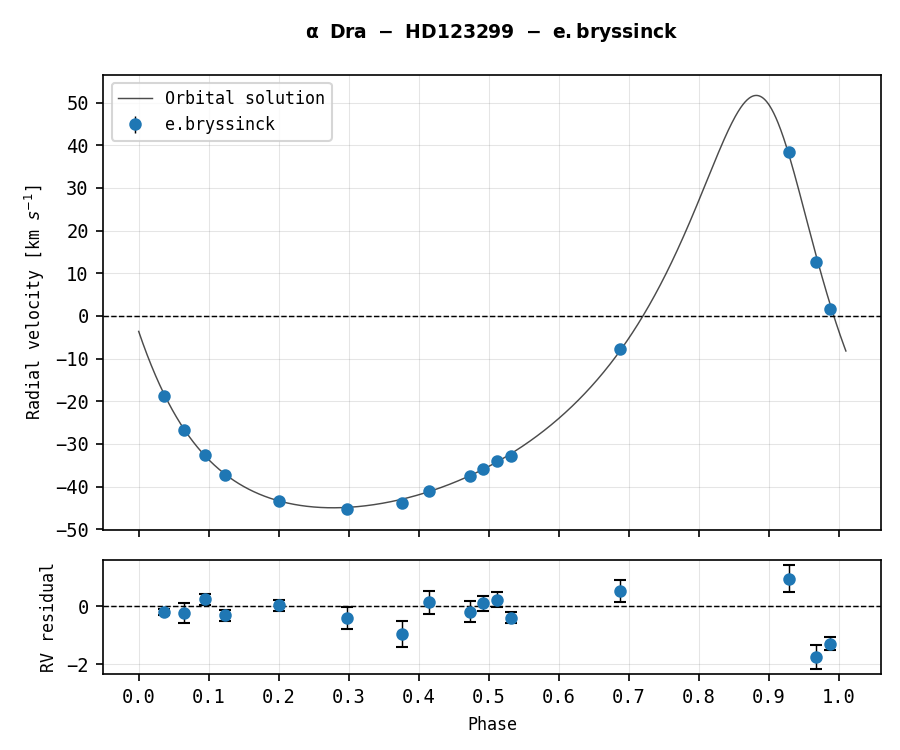 α Dra − HD123299 − e.bryssinck
Orbital solution
e.bryssinck
Radial velocity [km s⁻¹]
50
40
30
20
10
0
−10
−20
−30
−40
−50
RV residual
0
−2
0.0 0.1 0.2 0.3 0.4 0.5 0.6 0.7 0.8 0.9 1.0
Phase